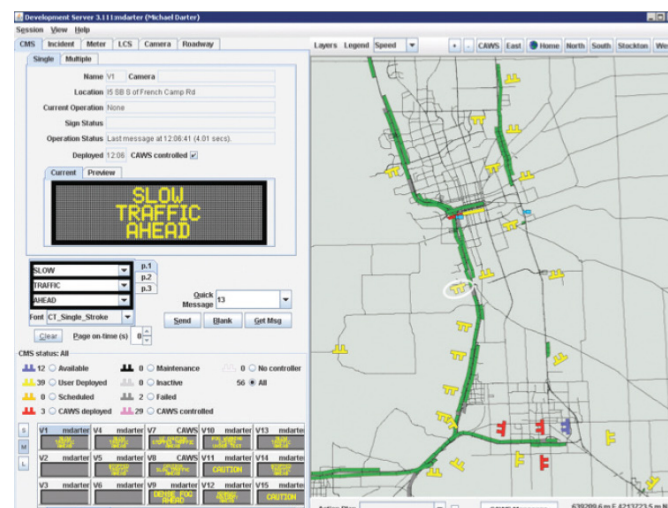 Development Server 3.111:mdarter (Michael Darter)
Session View Help
CMS Incident Meter LCS Camera Roadway
Layers Legend Speed + - CAWS East Home North South Stockton
Single Multiple
Name V1 Camera
Location I5 SB S of French Camp Rd
Current Operation None
Sign Status
Operation Status Last message at 12:06:41 (4.01 secs).
Deployed 12:06 CAWS controlled
Current Preview
SLOW
TRAFFIC
AHEAD
SLOW p.1
TRAFFIC p.2
AHEAD p.3
Quick Message 13
Font CT_Single_Stroke Send Blank Get Msg
Clear Page on-time (s) 0
CMS status: All
12 Available 0 Maintenance 0 No controller
39 User Deployed 0 Inactive 56 All
0 Scheduled 2 Failed
3 CAWS deployed 29 CAWS controlled
S V1 mdarter V4 mdarter V7 CAWS V10 mdarter V13 mdarter
M V2 mdarter V5 mdarter V8 CAWS V11 mdarter V14 mdarter
CAUTION
L V3 mdarter V6 mdarter V9 mdarter V12 mdarter V15 mdarter
DENSE FOG AHEAD CAUTION